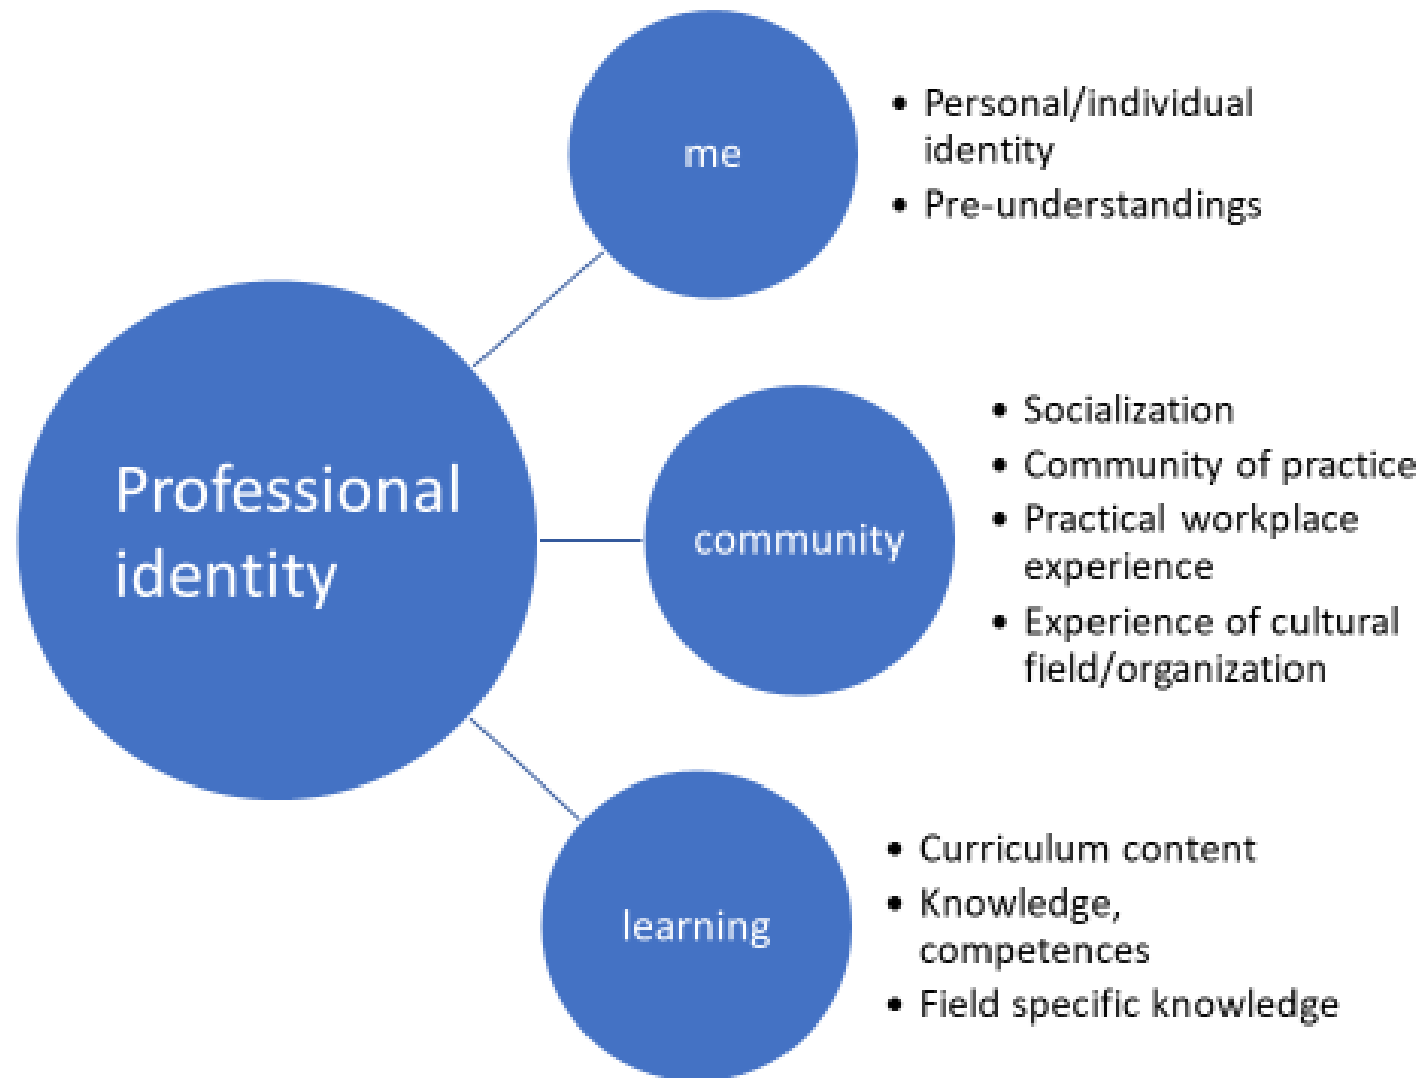 Professional
identity
me
• Personal/individual
identity
• Pre-understandings
community
• Socialization
• Community of practice
• Practical workplace
experience
• Experience of cultural
field/organization
learning
• Curriculum content
• Knowledge,
competences
• Field specific knowledge